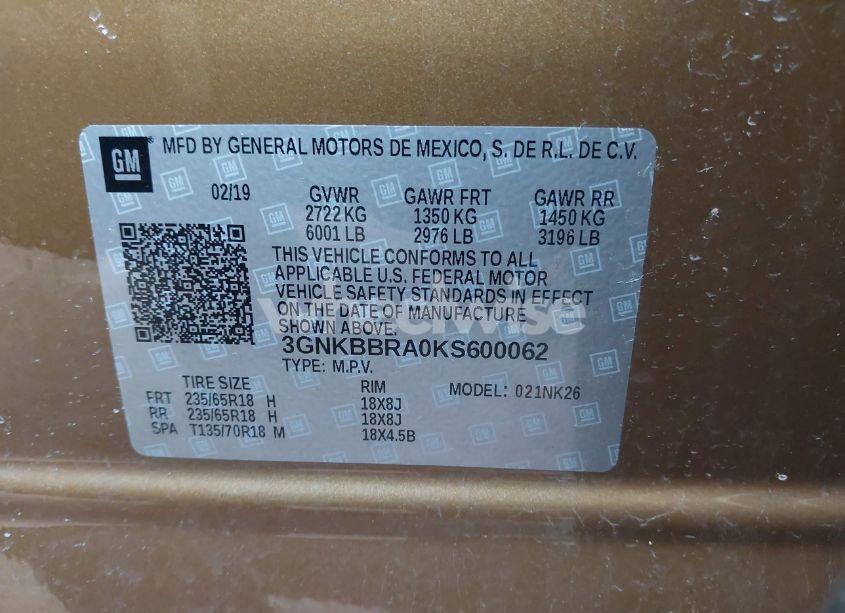 GM
MFD BY GENERAL MOTORS DE MEXICO, S. DE R.L. DE C.V.
02/19 GVWR GAWR FRT GAWR RR
2722 KG 1350 KG 1450 KG
6001 LB 2976 LB 3196 LB
THIS VEHICLE CONFORMS TO ALL
APPLICABLE U.S. FEDERAL MOTOR
VEHICLE SAFETY STANDARDS IN EFFECT
ON THE DATE OF MANUFACTURE
SHOWN ABOVE.
3GNKBBRA0KS600062
TYPE: M.P.V.
TIRE SIZE RIM MODEL: 021NK26
FRT 235/65R18 H 18X8J
RR 235/65R18 H 18X8J
SPA T135/70R18 M 18X4.5B